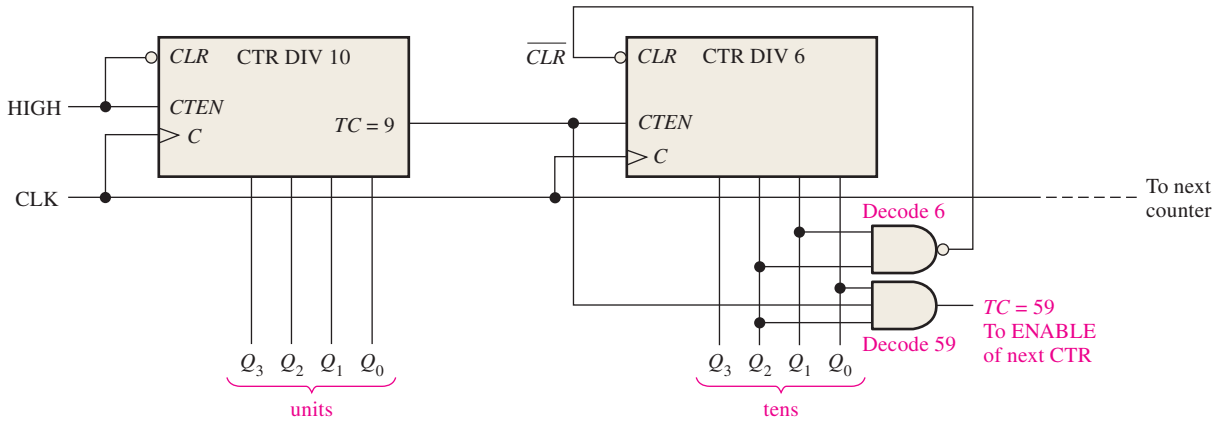 CLR
CTR DIV 10
HIGH
CTEN
TC = 9
C
CLK
CLR
CLR
CTR DIV 6
CTEN
C
To next
counter
Decode 6
TC = 59
To ENABLE
of next CTR
Decode 59
Q3 Q2 Q1 Q0
units
Q3 Q2 Q1 Q0
tens